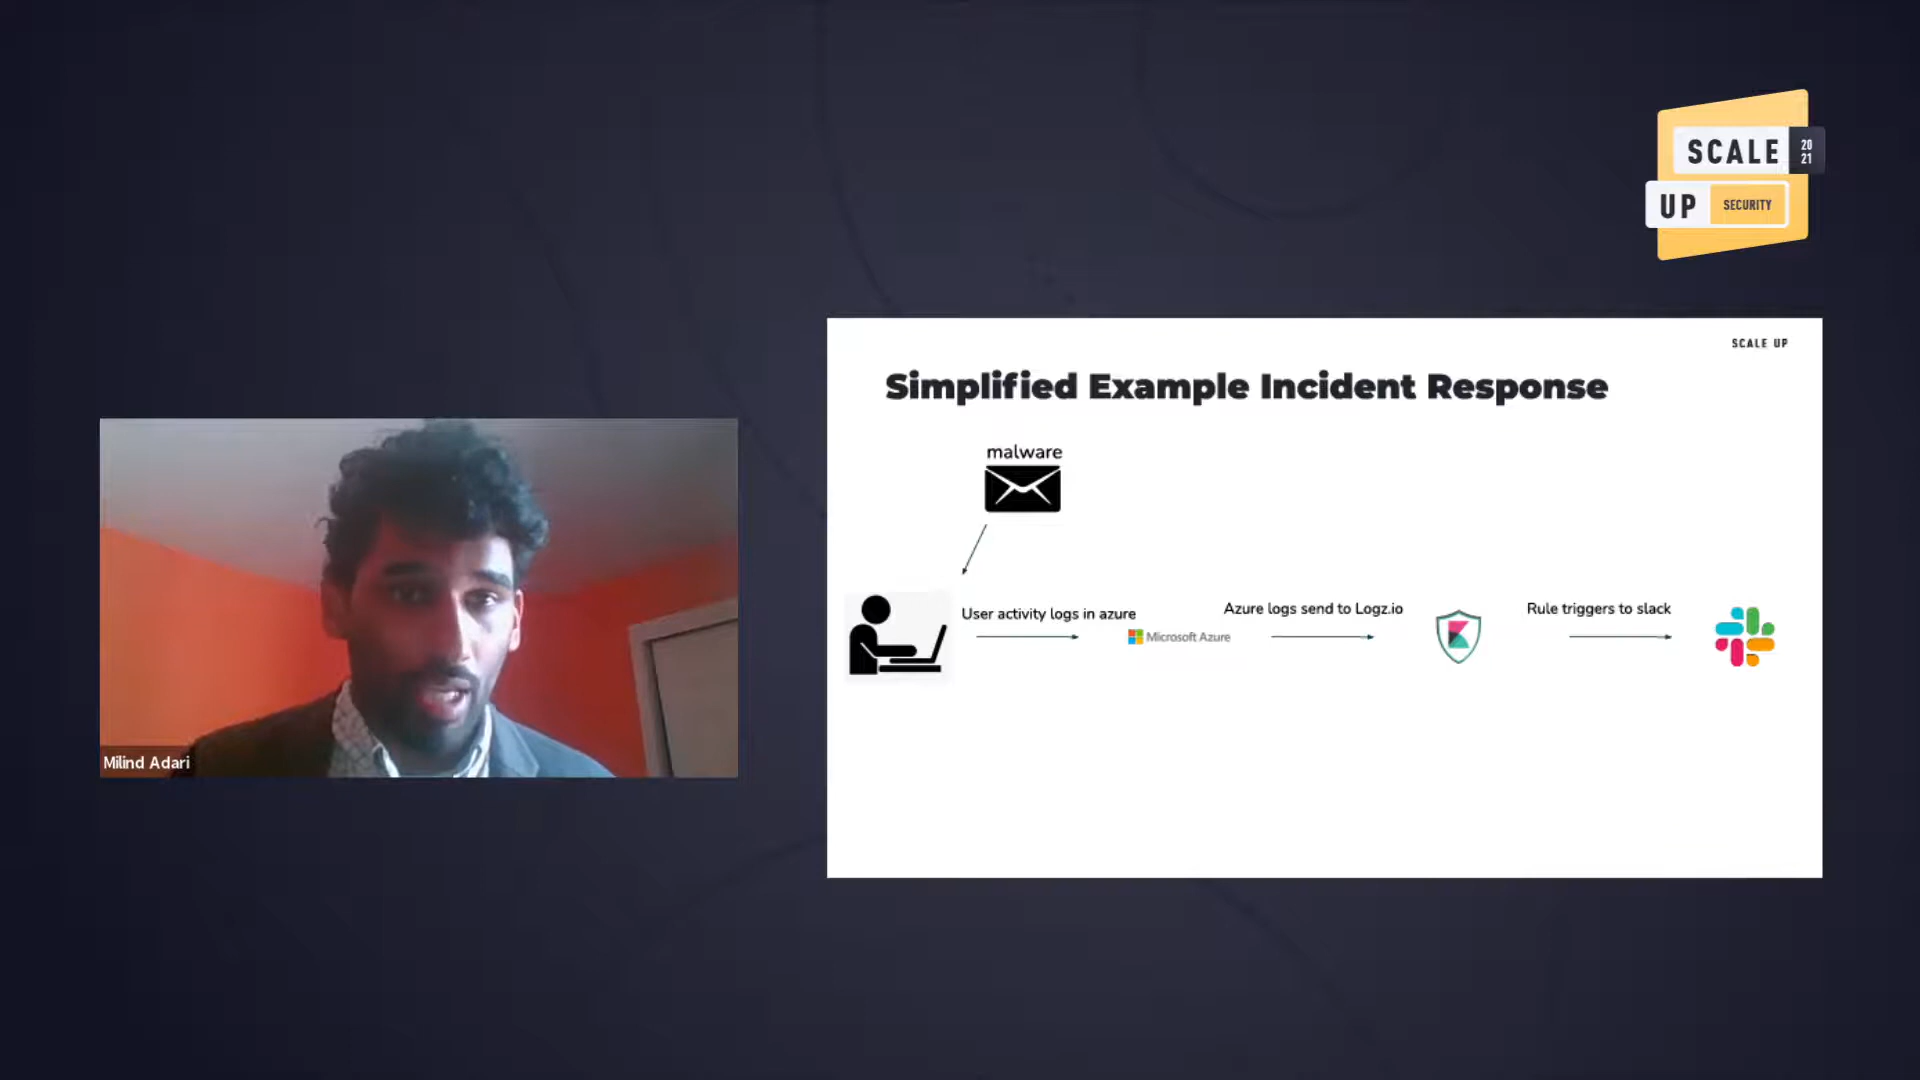 SCALE
20
21
UP
SECURITY
SCALE UP
Simplified Example Incident Response
malware
User activity logs in azure
Azure logs send to Logz.io
Rule triggers to slack
Microsoft Azure
Milind Adari